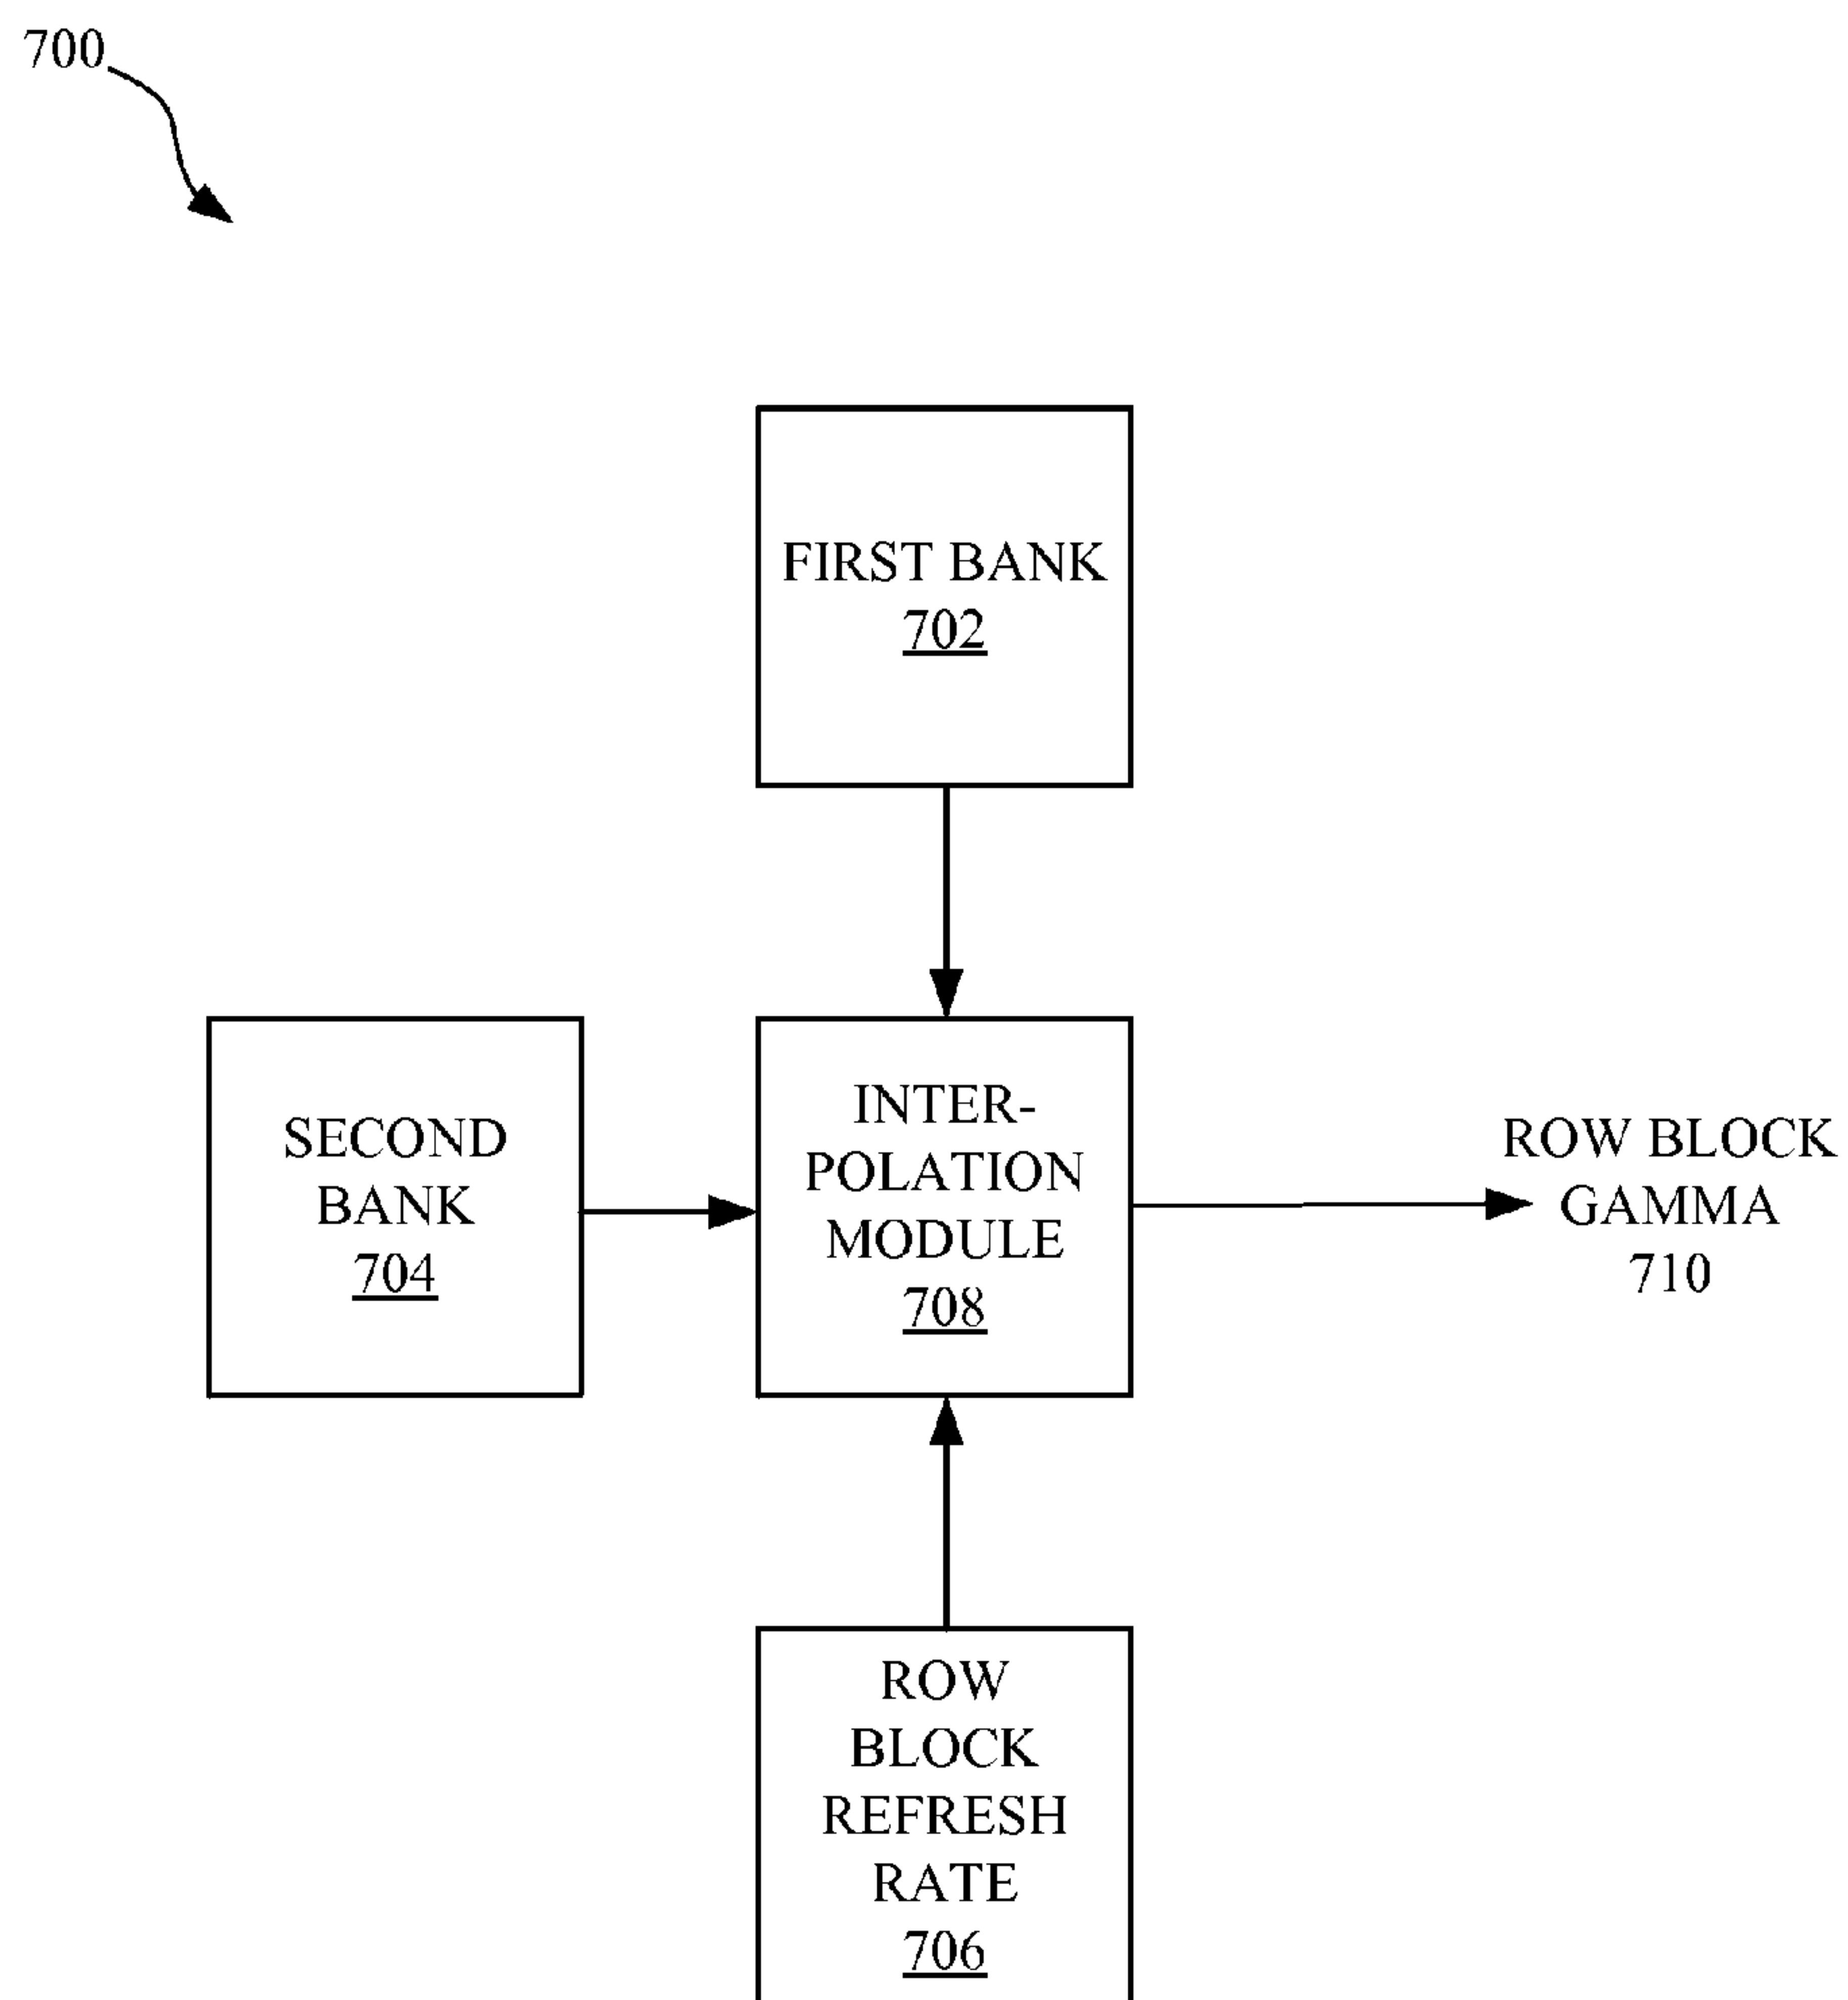 700
FIRST BANK
702
SECOND
BANK
704
INTER-
POLATION
MODULE
708
ROW BLOCK
GAMMA
710
ROW
BLOCK
REFRESH
RATE
706